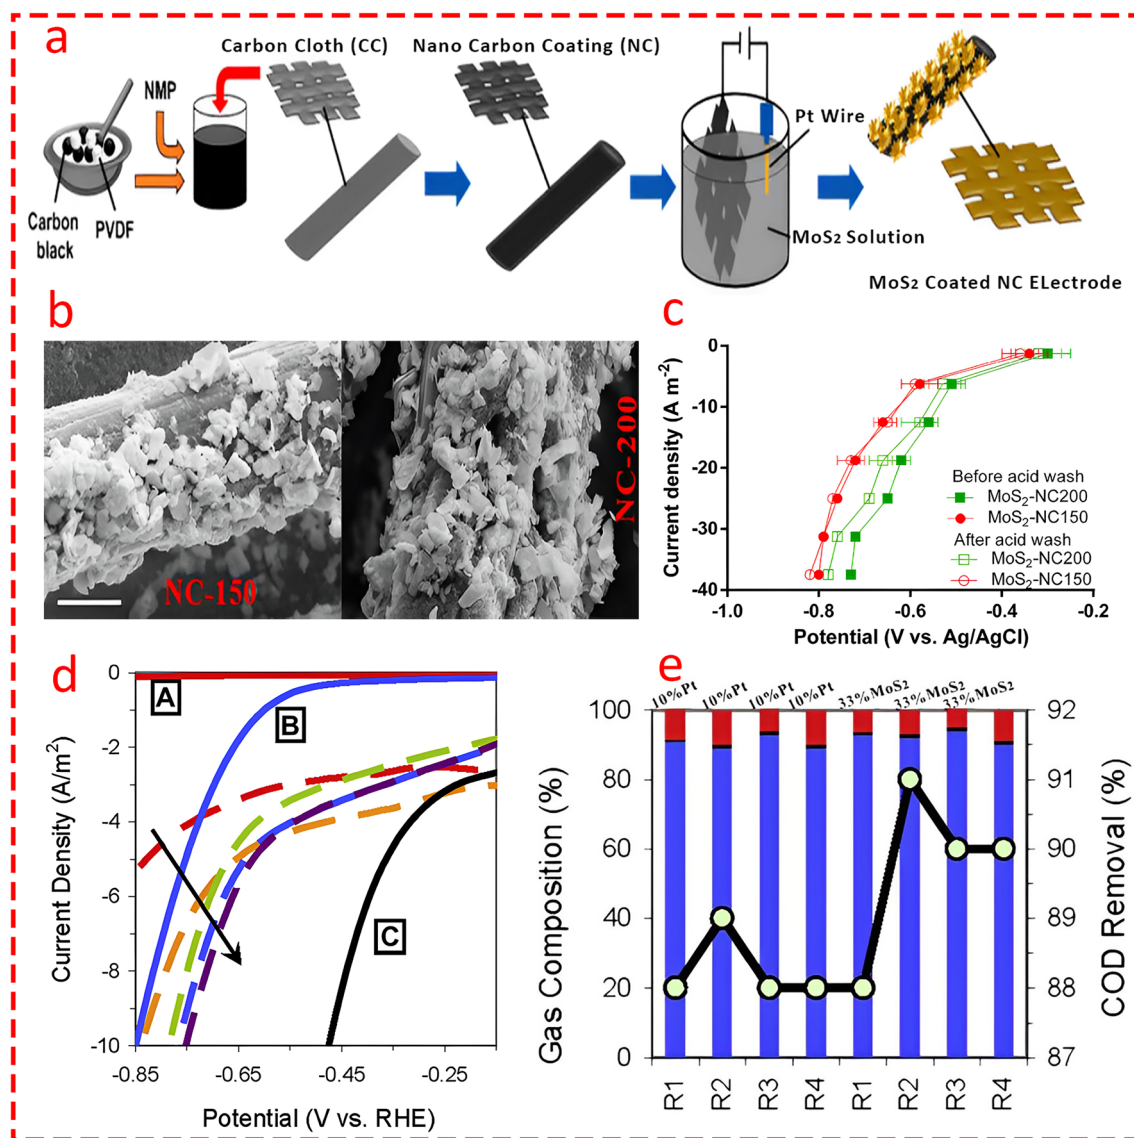 a
Carbon Cloth (CC)
Nano Carbon Coating (NC)
NMP
Pt Wire
Carbon
black
PVDF
MoS2 Solution
MoS2 Coated NC ELectrode
b
NC-150
NC-200
c
0
-10
-20
-30
-40
Current density (A m-2)
Before acid wash
MoS2-NC200
MoS2-NC150
After acid wash
MoS2-NC200
MoS2-NC150
-1.0 -0.8 -0.6 -0.4 -0.2
Potential (V vs. Ag/AgCl)
d
0
-2
-4
-6
-8
-10
Current Density (A/m2)
A
B
C
-0.85 -0.65 -0.45 -0.25
Potential (V vs. RHE)
e
10%Pt 10%Pt 10%Pt 10%Pt 33%MoS2 33%MoS2 33%MoS2
100
80
60
40
20
0
Gas Composition (%)
92
91
90
89
88
87
COD Removal (%)
R1 R2 R3 R4 R1 R2 R3 R4